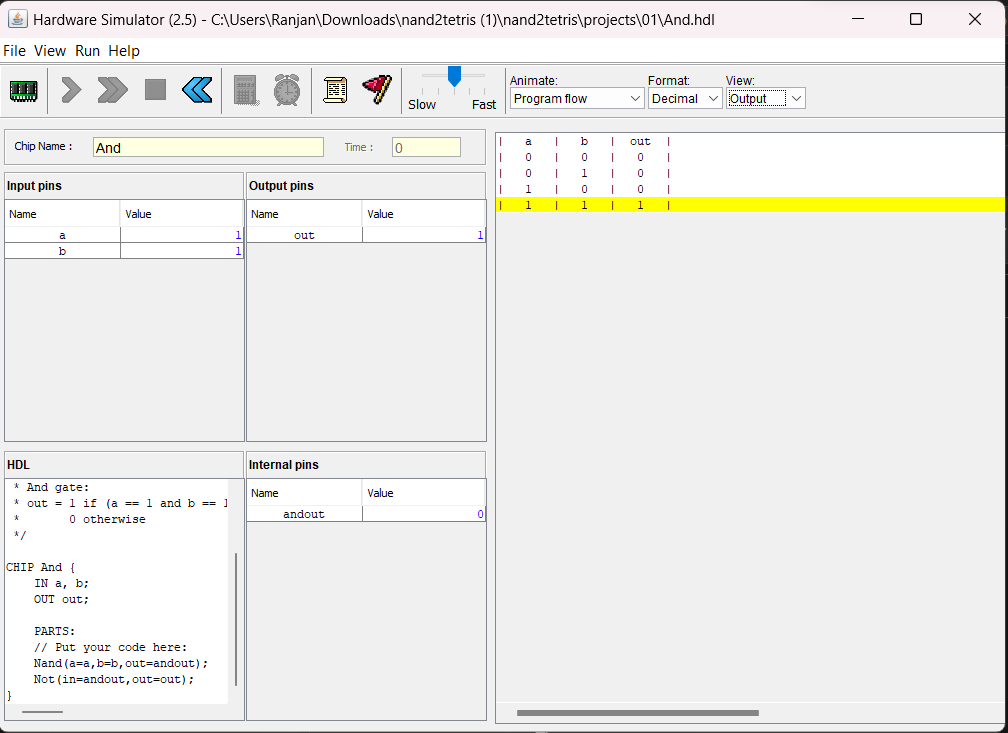 Hardware Simulator (2.5) - C:\Users\Ranjan\Downloads\nand2tetris (1)\nand2tetris\projects\01\And.hdl
File View Run Help
Slow Fast
Animate: Format: View:
Program flow Decimal Output
Chip Name : And Time : 0
Input pins
Name Value
a 1
b 1
Output pins
Name Value
out 1
HDL
* And gate:
* out = 1 if (a == 1 and b == 1
* 0 otherwise
*/
CHIP And {
IN a, b;
OUT out;
PARTS:
// Put your code here:
Nand(a=a,b=b,out=andout);
Not(in=andout,out=out);
}
Internal pins
Name Value
andout 0
| a | b | out |
| 0 | 0 | 0 |
| 0 | 1 | 0 |
| 1 | 0 | 0 |
| 1 | 1 | 1 |